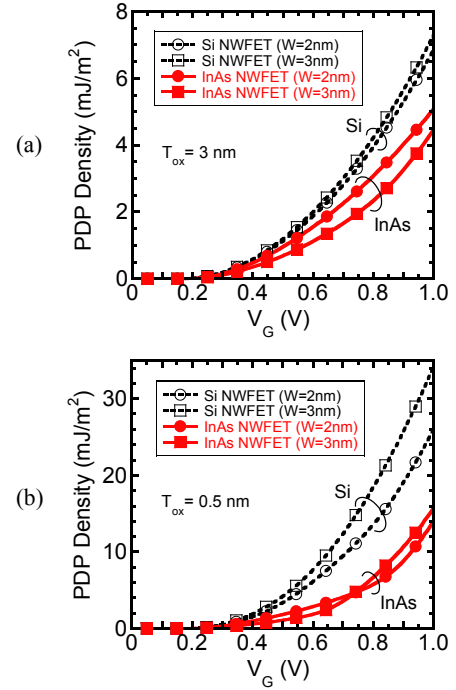 (a)
PDP Density (mJ/m²)
8
6
4
2
0
Si NWFET (W=2nm)
Si NWFET (W=3nm)
InAs NWFET (W=2nm)
InAs NWFET (W=3nm)
Tox= 3 nm
Si
InAs
0 0.2 0.4 0.6 0.8 1.0
VG (V)
(b)
PDP Density (mJ/m²)
30
20
10
0
Si NWFET (W=2nm)
Si NWFET (W=3nm)
InAs NWFET (W=2nm)
InAs NWFET (W=3nm)
Tox= 0.5 nm
Si
InAs
0 0.2 0.4 0.6 0.8 1.0
VG (V)